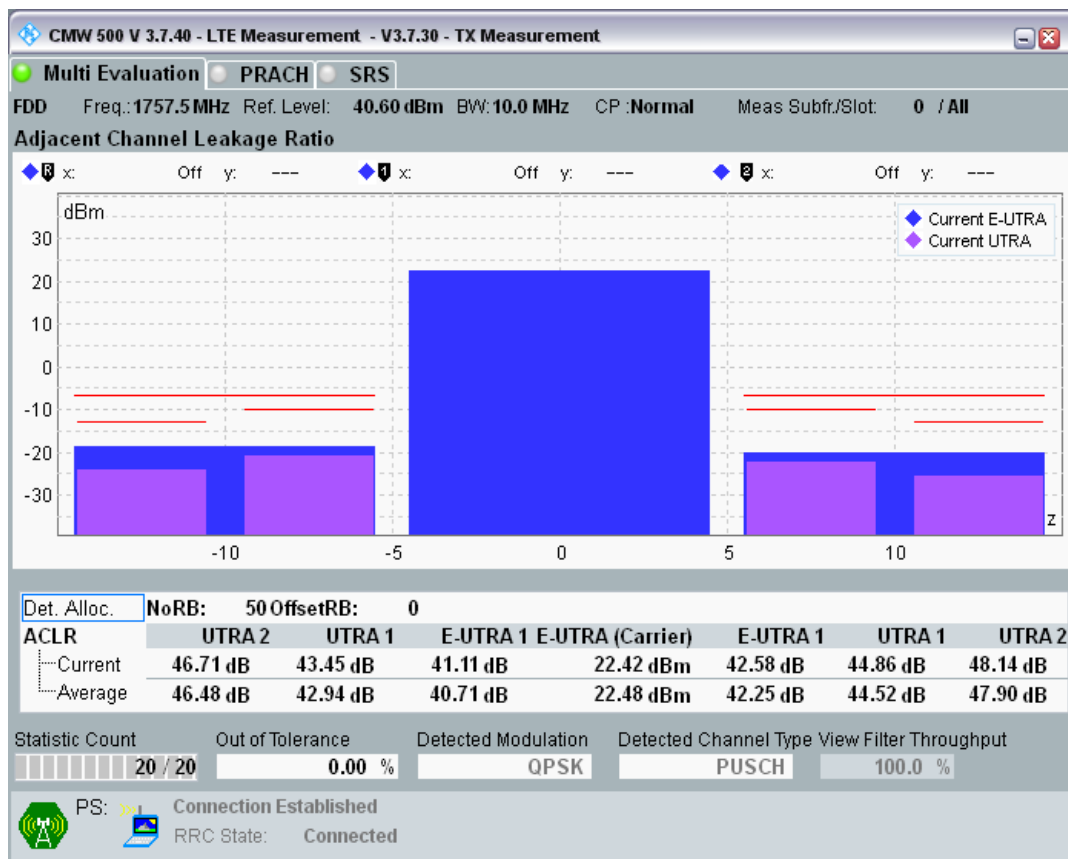 CMW 500 V 3.7.40 - LTE Measurement - V3.7.30 - TX Measurement
Multi Evaluation PRACH SRS
FDD Freq.:1757.5 MHz Ref. Level: 40.60 dBm BW:10.0 MHz CP :Normal Meas Subfr./Slot: 0 / All
Adjacent Channel Leakage Ratio
R x: Off y: --- 1 x: Off y: --- 2 x: Off y: ---
dBm
Current E-UTRA
Current UTRA
30
20
10
0
-10
-20
-30
z
-10 -5 0 5 10
Det. Alloc. NoRB: 50 OffsetRB: 0
ACLR UTRA 2 UTRA 1 E-UTRA 1 E-UTRA (Carrier) E-UTRA 1 UTRA 1 UTRA 2
Current 46.71 dB 43.45 dB 41.11 dB 22.42 dBm 42.58 dB 44.86 dB 48.14 dB
Average 46.48 dB 42.94 dB 40.71 dB 22.48 dBm 42.25 dB 44.52 dB 47.90 dB
Statistic Count Out of Tolerance Detected Modulation Detected Channel Type View Filter Throughput
20 / 20 0.00 % QPSK PUSCH 100.0 %
PS: Connection Established
RRC State: Connected